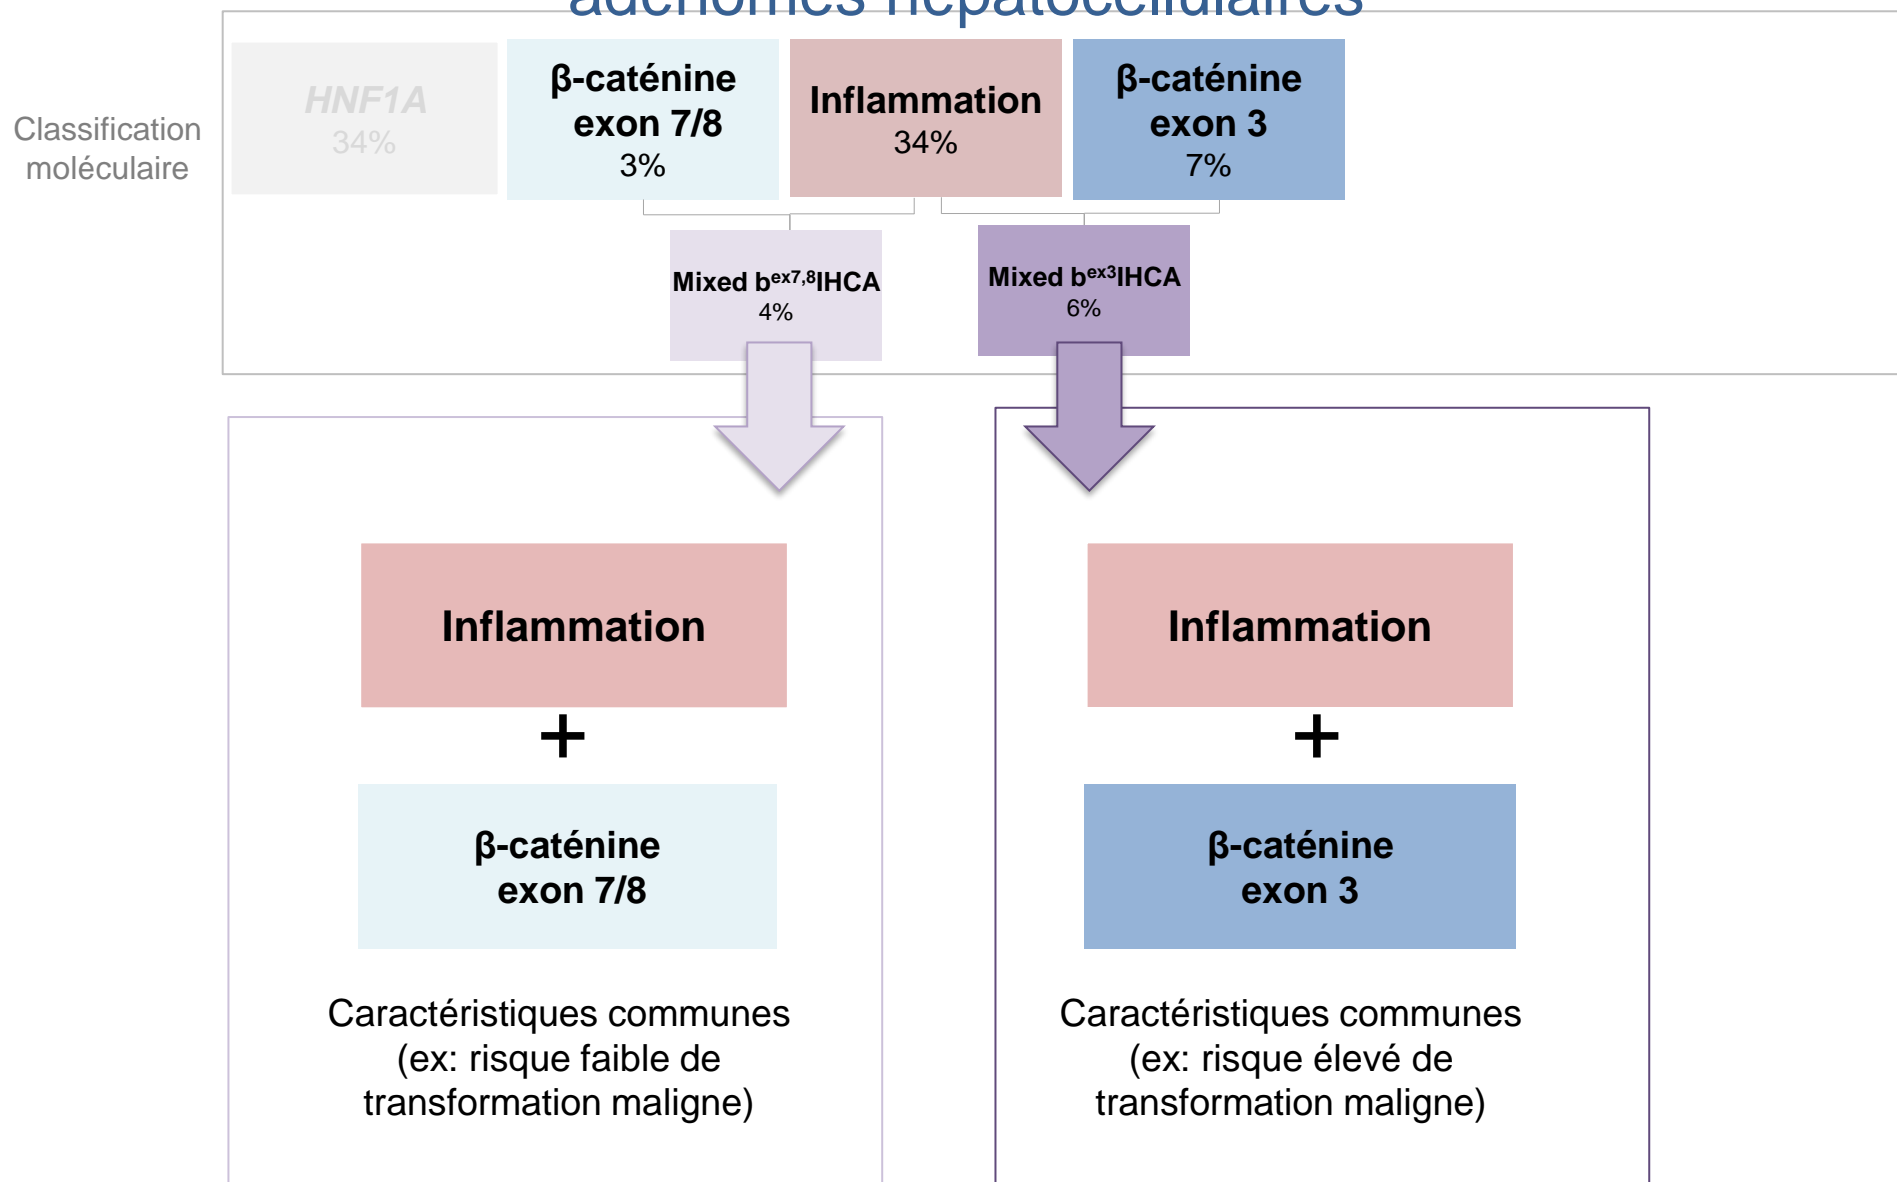 adénomes hépatocellulaires
Classification
moléculaire
HNF1A
34%
β-caténine
exon 7/8
3%
Inflammation
34%
β-caténine
exon 3
7%
Mixed bex7,8IHCA
4%
Mixed bex3IHCA
6%
Inflammation
+
β-caténine
exon 7/8
Caractéristiques communes
(ex: risque faible de
transformation maligne)
Inflammation
+
β-caténine
exon 3
Caractéristiques communes
(ex: risque élevé de
transformation maligne)